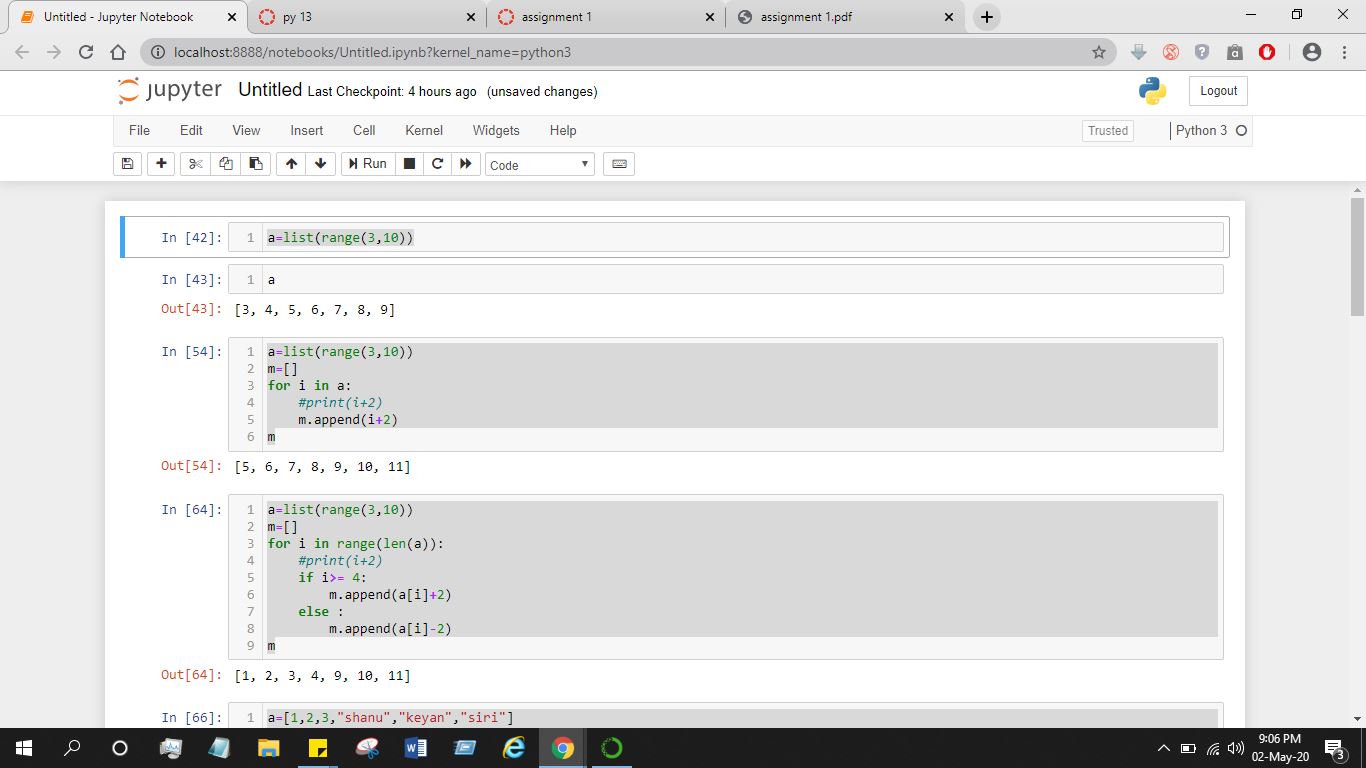 Untitled - Jupyter Notebook
py 13
assignment 1
assignment 1.pdf
localhost:8888/notebooks/Untitled.ipynb?kernel_name=python3
jupyter Untitled Last Checkpoint: 4 hours ago (unsaved changes)
Logout
File Edit View Insert Cell Kernel Widgets Help
Trusted
Python 3
Run
Code
In [42]: 1 a=list(range(3,10))
In [43]: 1 a
Out[43]: [3, 4, 5, 6, 7, 8, 9]
In [54]: 1 a=list(range(3,10))
2 m=[]
3 for i in a:
4     #print(i+2)
5     m.append(i+2)
6 m
Out[54]: [5, 6, 7, 8, 9, 10, 11]
In [64]: 1 a=list(range(3,10))
2 m=[]
3 for i in range(len(a)):
4     #print(i+2)
5     if i>= 4:
6         m.append(a[i]+2)
7     else :
8         m.append(a[i]-2)
9 m
Out[64]: [1, 2, 3, 4, 9, 10, 11]
In [66]: 1 a=[1,2,3,"shanu","keyan","siri"]
9:06 PM
02-May-20
3